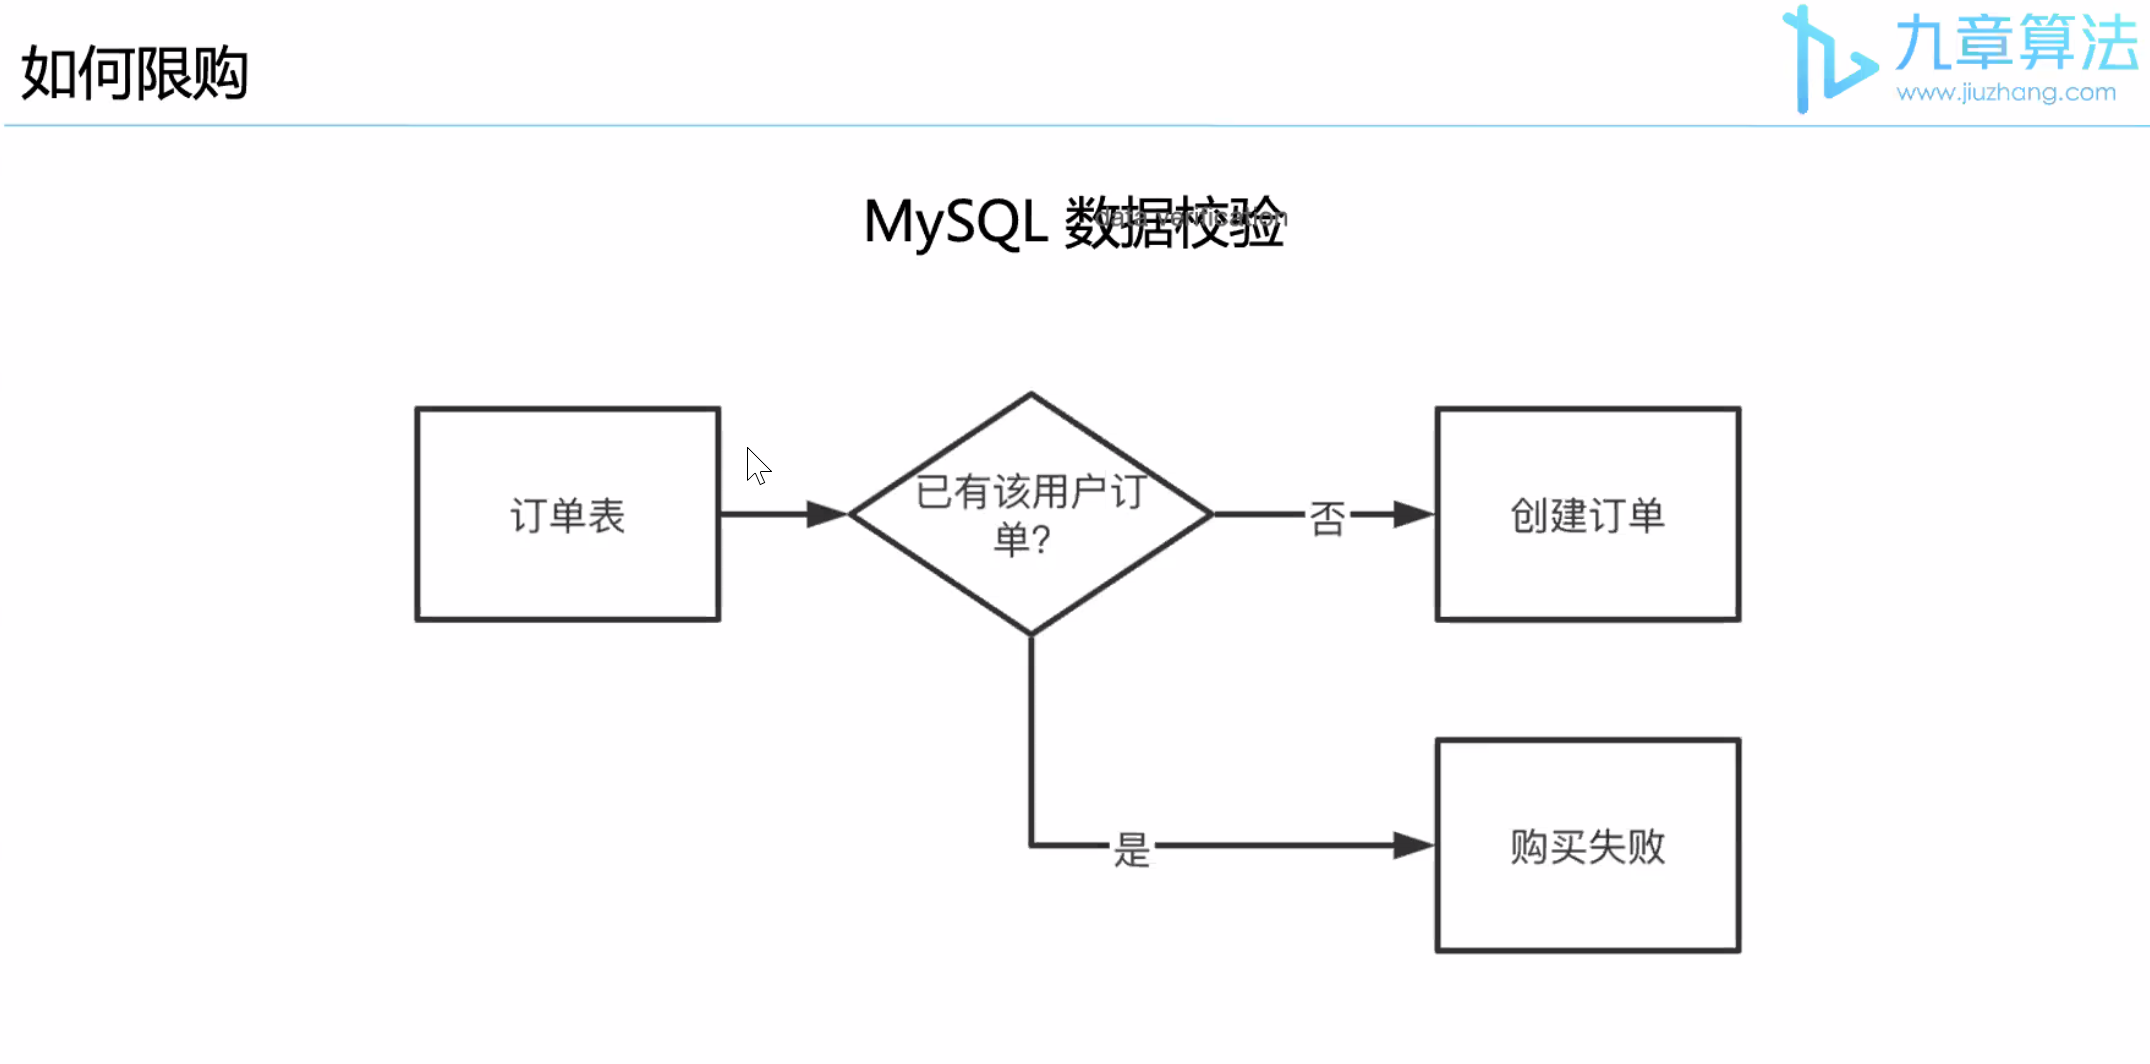 如何限购
九章算法
www.jiuzhang.com
MySQL 数据校验
data verification
订单表
已有该用户订
单?
否
创建订单
是
购买失败